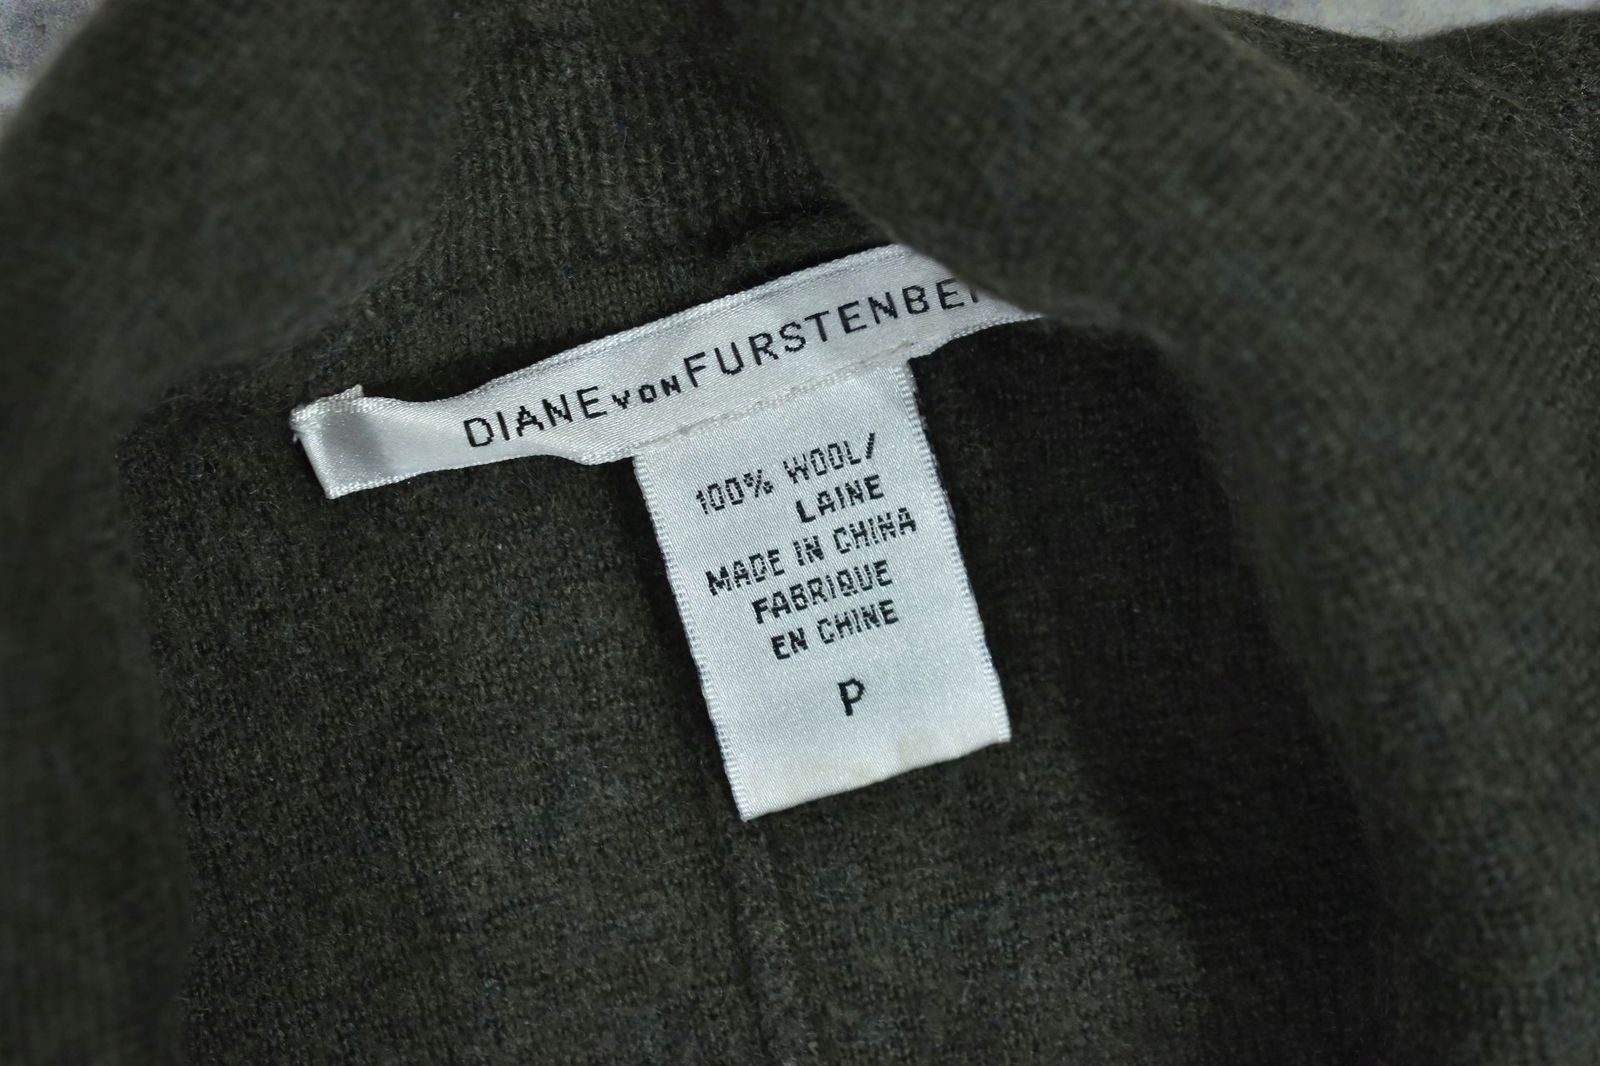 DIANE VON FURSTENBE
100% WOOL/
LAINE
MADE IN CHINA
FABRIQUE
EN CHINE
P